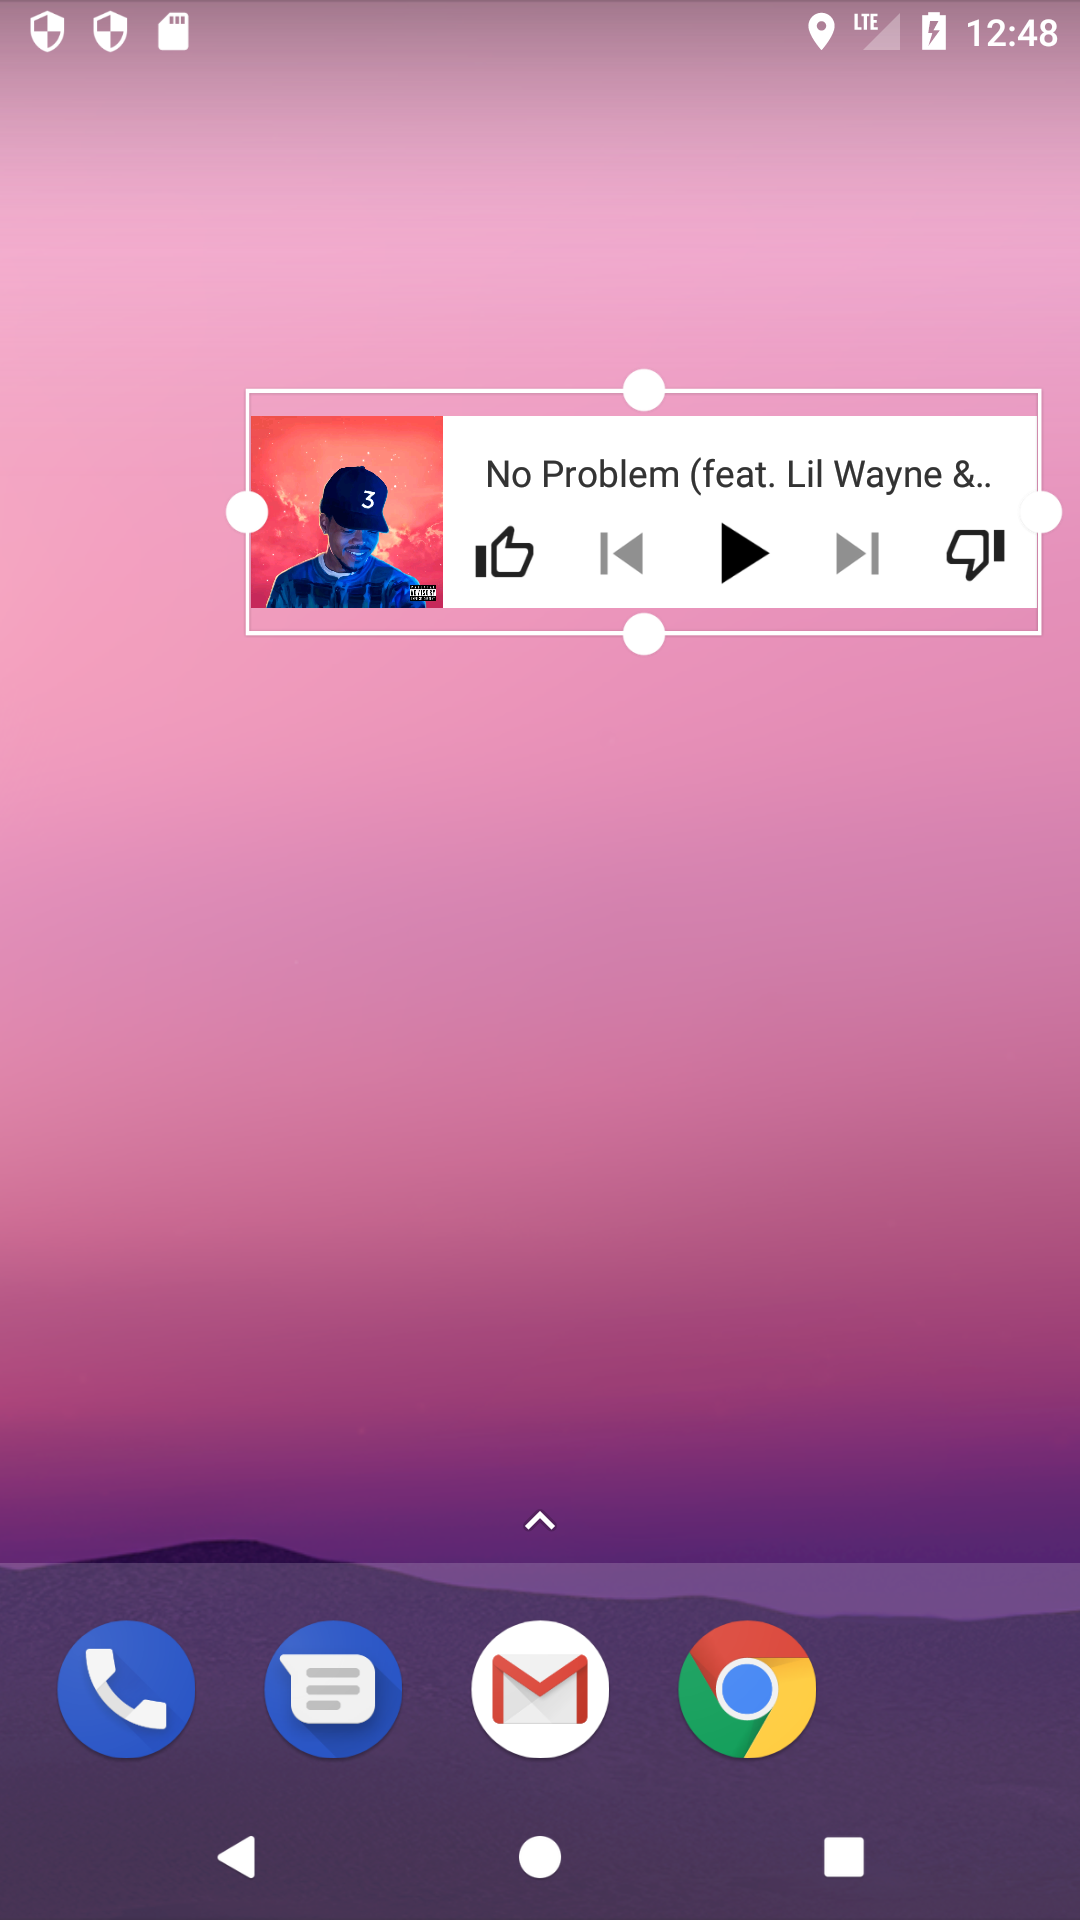 LTE 12:48
No Problem (feat. Lil Wayne &..
3